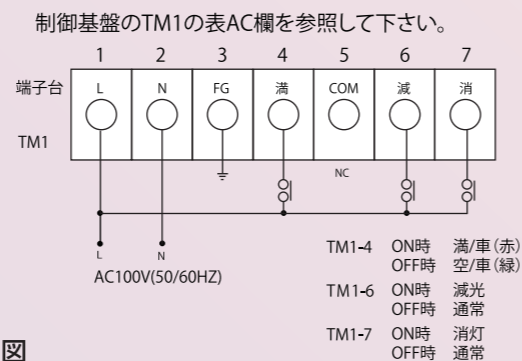 制御基盤のTM1の表AC欄を参照して下さい。
1 2 3 4 5 6 7
端子台 L N FG 満 COM 減 消
TM1
NC
L N
AC100V(50/60HZ)
TM1-4 ON時 満/車(赤)
OFF時 空/車(緑)
TM1-6 ON時 減光
OFF時 通常
TM1-7 ON時 消灯
OFF時 通常
図